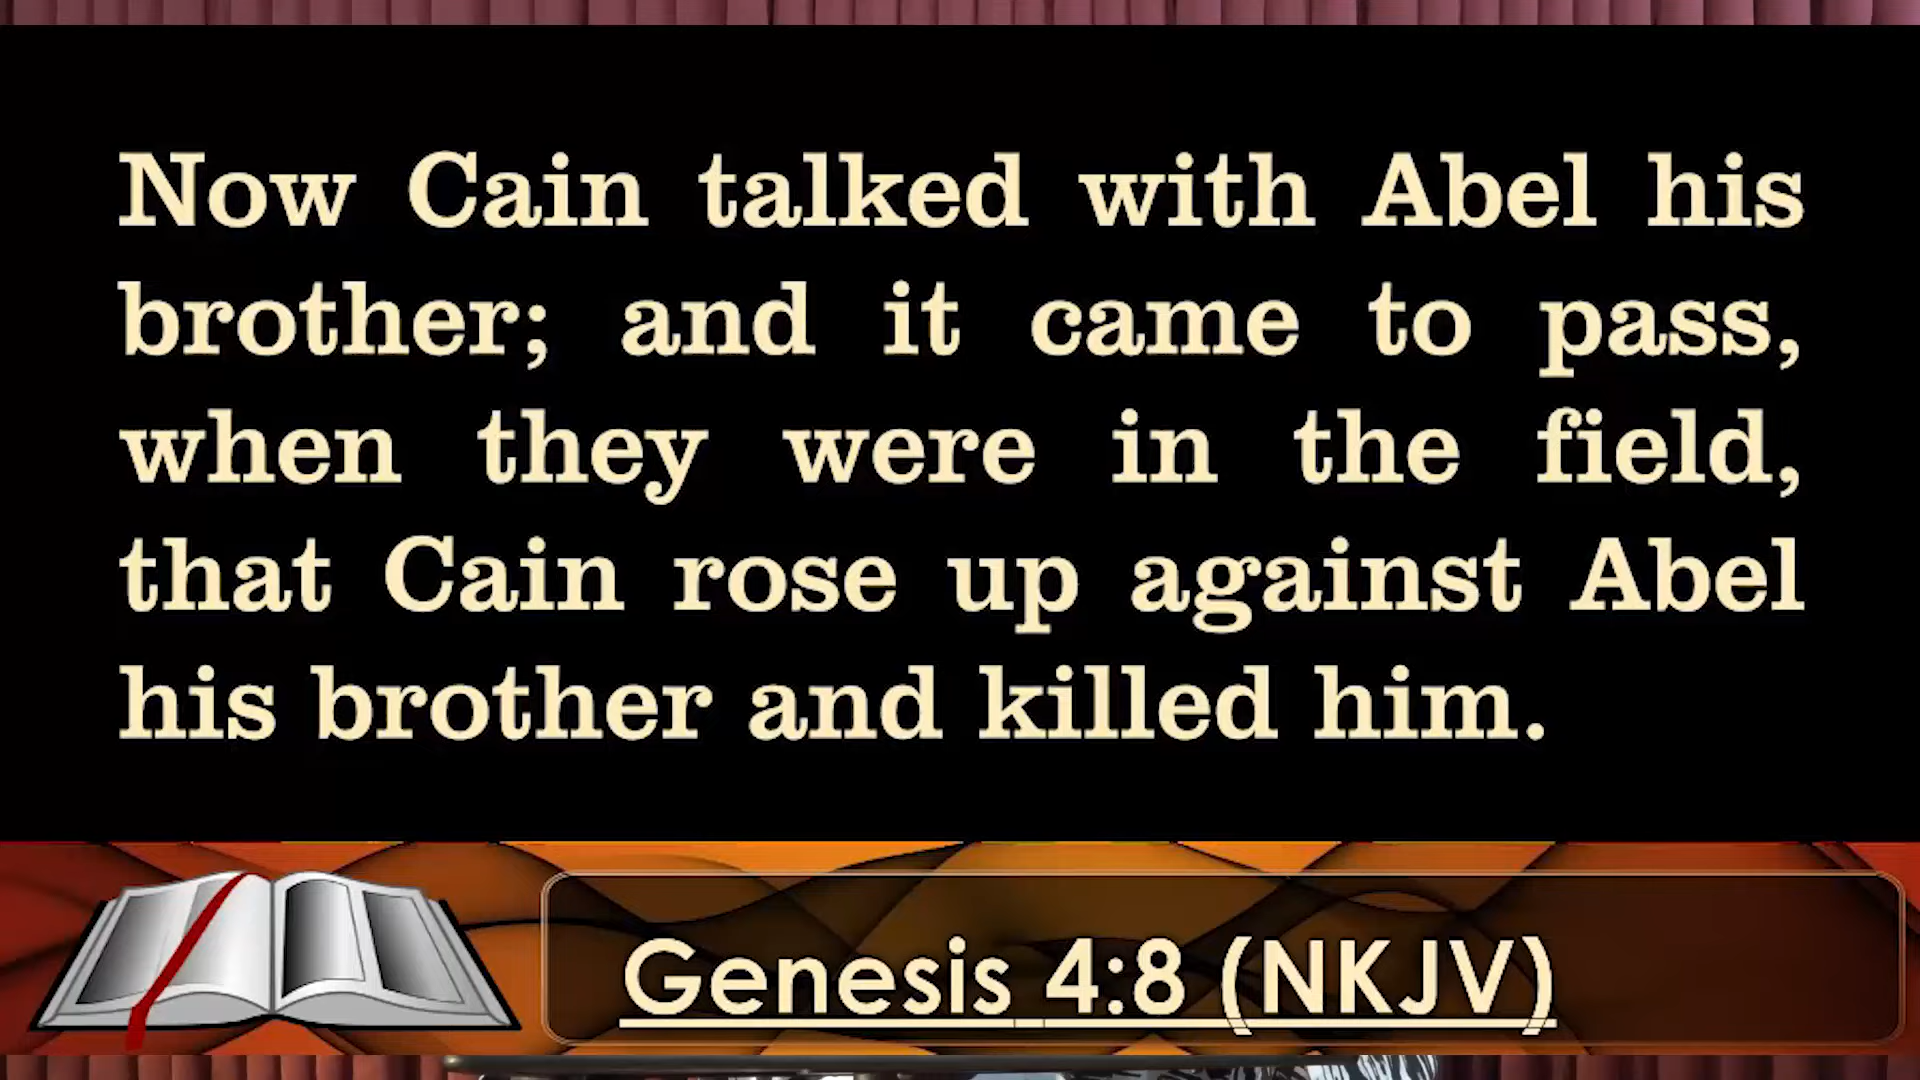 Now Cain talked with Abel his
brother; and it came to pass,
when they were in the field,
that Cain rose up against Abel
his brother and killed him.
Genesis 4:8 (NKJV)